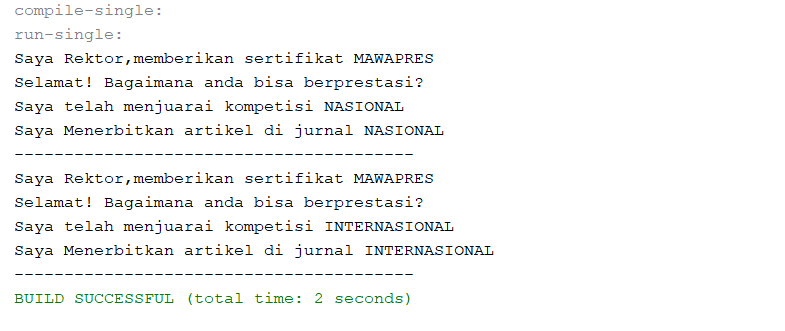 compile-single:
run-single:
Saya Rektor,memberikan sertifikat MAWAPRES
Selamat! Bagaimana anda bisa berprestasi?
Saya telah menjuarai kompetisi NASIONAL
Saya Menerbitkan artikel di jurnal NASIONAL
----------------------------------------
Saya Rektor,memberikan sertifikat MAWAPRES
Selamat! Bagaimana anda bisa berprestasi?
Saya telah menjuarai kompetisi INTERNASIONAL
Saya Menerbitkan artikel di jurnal INTERNASIONAL
----------------------------------------
BUILD SUCCESSFUL (total time: 2 seconds)